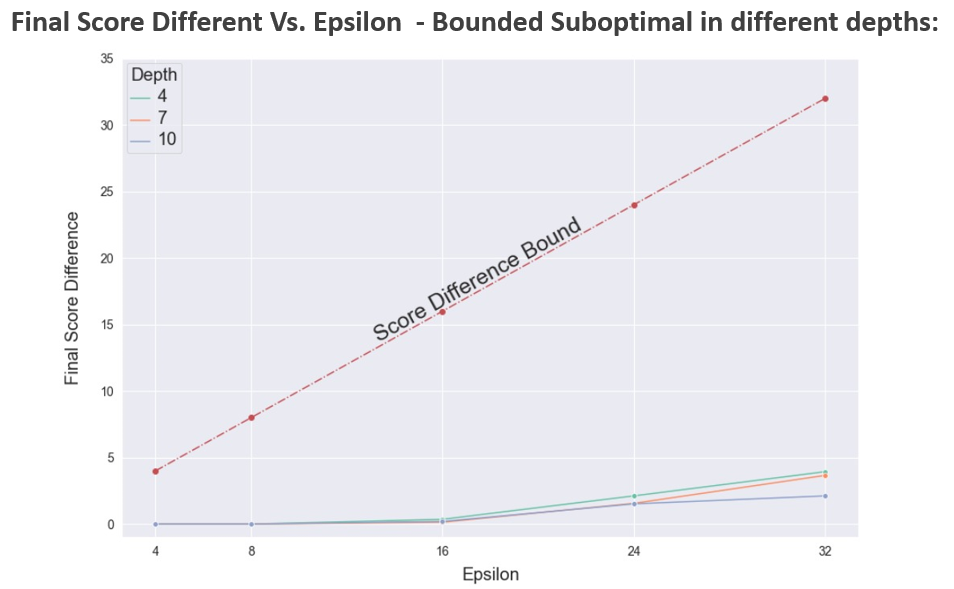 Final Score Different Vs. Epsilon  - Bounded Suboptimal in different depths:
35
30
25
20
15
10
5
0
Final Score Difference
Depth
4
7
10
Score Difference Bound
4 8 16 24 32
Epsilon